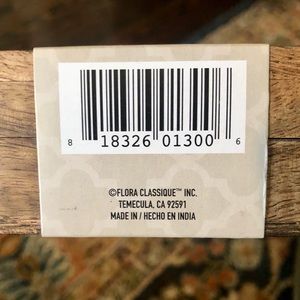 8 18326 01300 6
©FLORA CLASSIQUE™ INC.
TEMECULA, CA 92591
MADE IN / HECHO EN INDIA